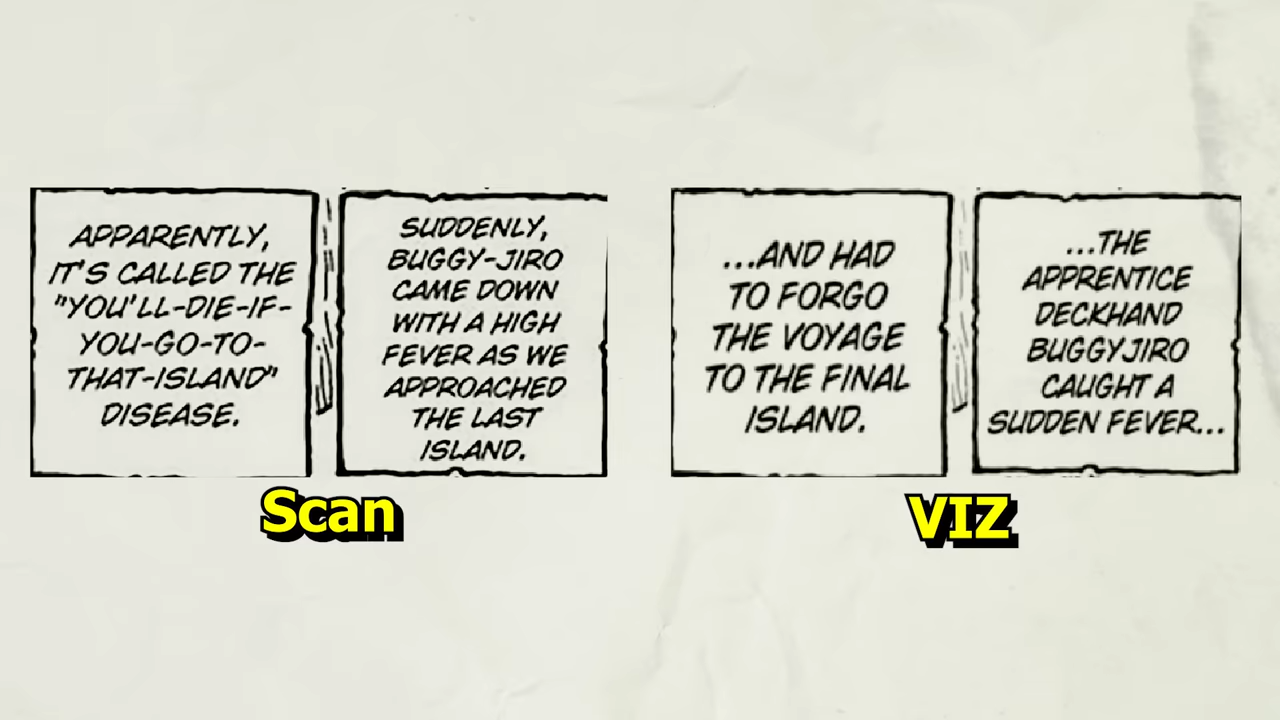 APPARENTLY,
IT'S CALLED THE
"YOU'LL-DIE-IF-
YOU-GO-TO-
THAT-ISLAND"
DISEASE.
SUDDENLY,
BUGGY-JIRO
CAME DOWN
WITH A HIGH
FEVER AS WE
APPROACHED
THE LAST
ISLAND.
Scan
...AND HAD
TO FORGO
THE VOYAGE
TO THE FINAL
ISLAND.
...THE
APPRENTICE
DECKHAND
BUGGYJIRO
CAUGHT A
SUDDEN FEVER...
VIZ